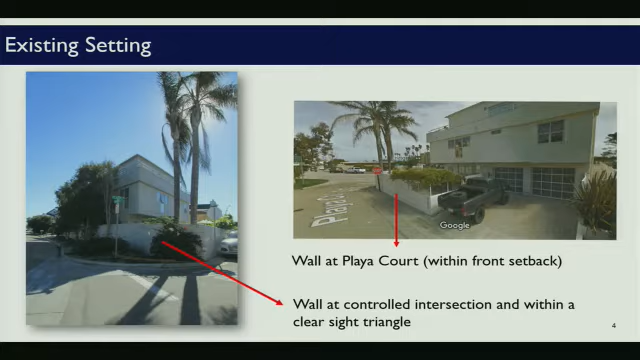 Existing Setting
Playa Court
Google
Wall at Playa Court (within front setback)
Wall at controlled intersection and within a
clear sight triangle
4